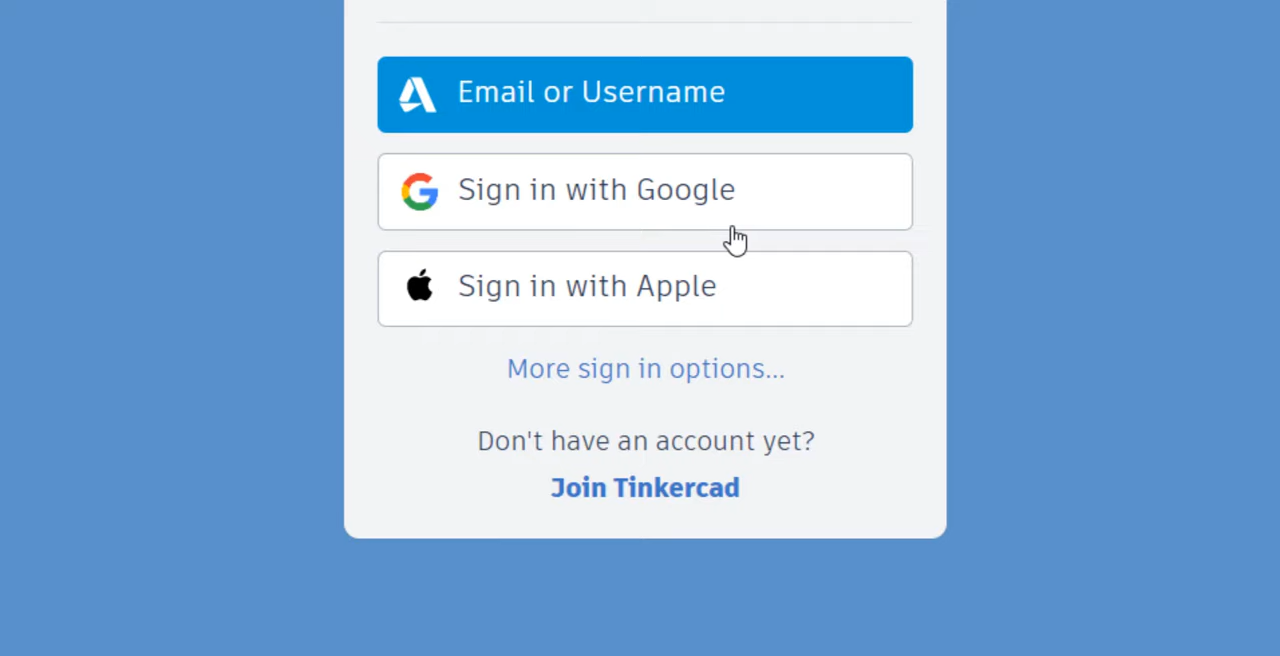 Email or Username
Sign in with Google
Sign in with Apple
More sign in options...
Don't have an account yet?
Join Tinkercad